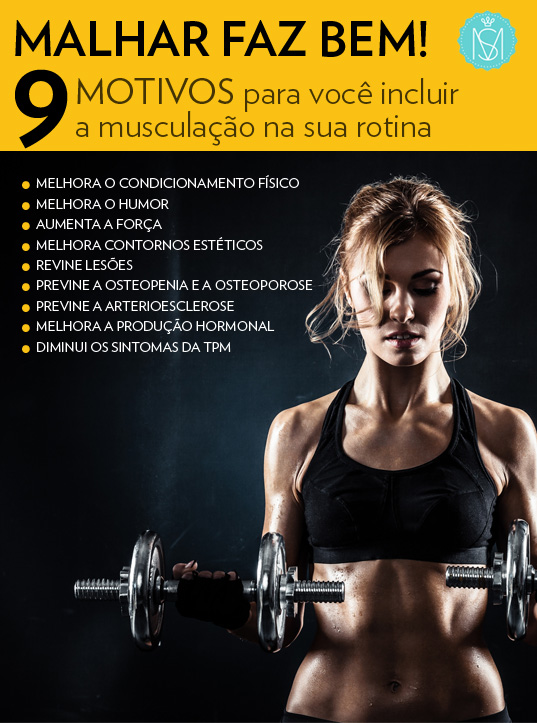 MALHAR FAZ BEM!
9 MOTIVOS para você incluir
a musculação na sua rotina
MELHORA O CONDICIONAMENTO FÍSICO
MELHORA O HUMOR
AUMENTA A FORÇA
MELHORA CONTORNOS ESTÉTICOS
REVINE LESÕES
PREVINE A OSTEOPENIA E A OSTEOPOROSE
PREVINE A ARTERIOESCLEROSE
MELHORA A PRODUÇÃO HORMONAL
DIMINUI OS SINTOMAS DA TPM